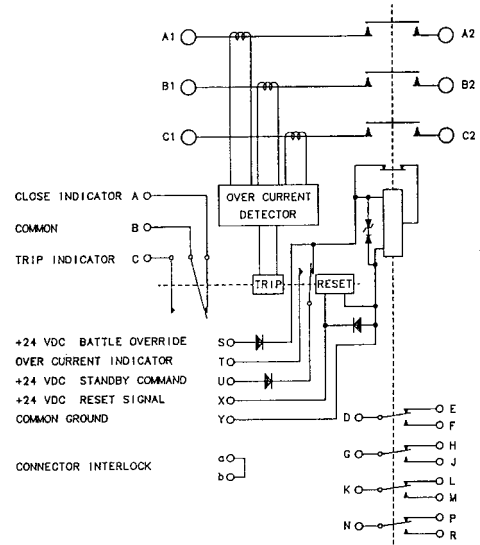 A1
A2
B1
B2
C1
C2
OVER CURRENT
DETECTOR
CLOSE INDICATOR A
COMMON B
TRIP INDICATOR C
TRIP
RESET
+24 VDC BATTLE OVERRIDE S
OVER CURRENT INDICATOR T
+24 VDC STANDBY COMMAND U
+24 VDC RESET SIGNAL X
COMMON GROUND Y
CONNECTOR INTERLOCK
a
b
D
E
F
G
H
J
K
L
M
N
P
R